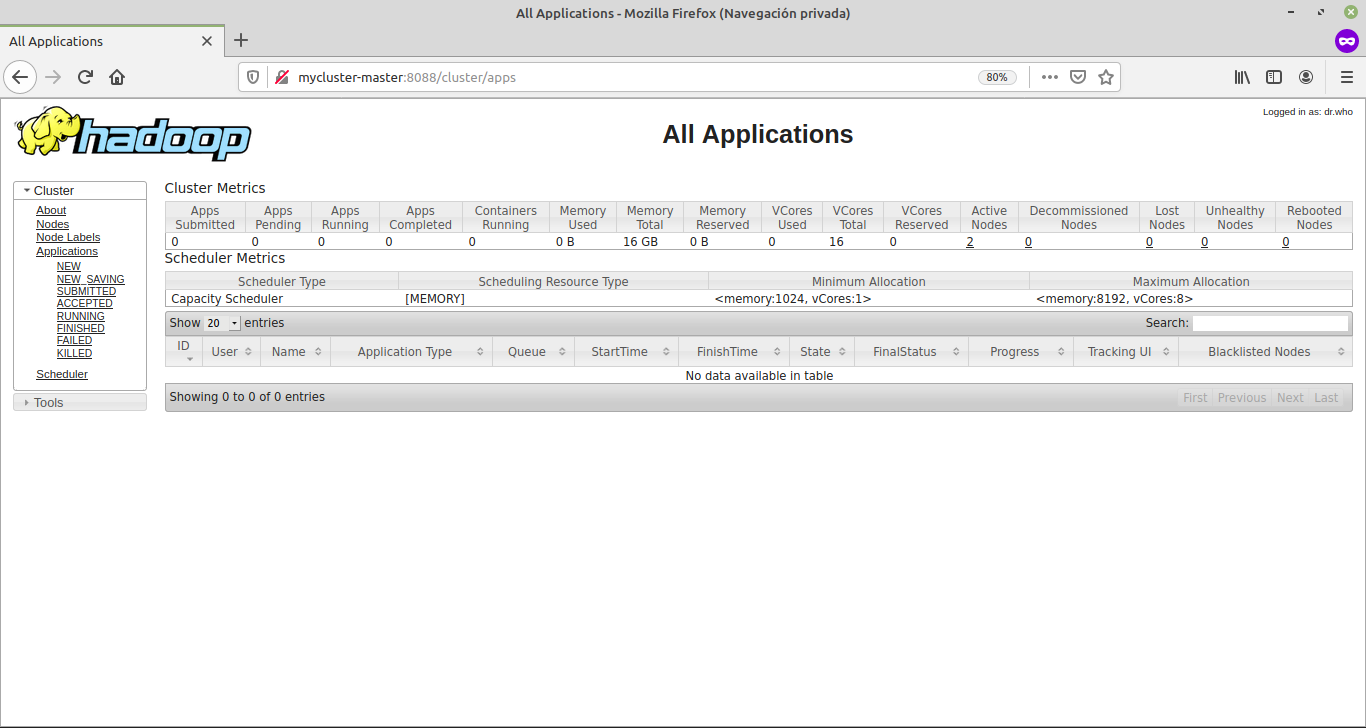 All Applications - Mozilla Firefox (Navegación privada)
All Applications
mycluster-master:8088/cluster/apps
80%
hadoop
All Applications
Logged in as: dr.who
Cluster
About
Nodes
Node Labels
Applications
NEW
NEW_SAVING
SUBMITTED
ACCEPTED
RUNNING
FINISHED
FAILED
KILLED
Scheduler
Tools
Cluster Metrics
Apps Submitted Apps Pending Apps Running Apps Completed Containers Running Memory Used Memory Total Memory Reserved VCores Used VCores Total VCores Reserved Active Nodes Decommissioned Nodes Lost Nodes Unhealthy Nodes Rebooted Nodes
0 0 0 0 0 0 B 16 GB 0 B 0 16 0 2 0 0 0 0
Scheduler Metrics
Scheduler Type Scheduling Resource Type Minimum Allocation Maximum Allocation
Capacity Scheduler [MEMORY] <memory:1024, vCores:1> <memory:8192, vCores:8>
Show 20 entries Search:
ID User Name Application Type Queue StartTime FinishTime State FinalStatus Progress Tracking UI Blacklisted Nodes
No data available in table
Showing 0 to 0 of 0 entries First Previous Next Last